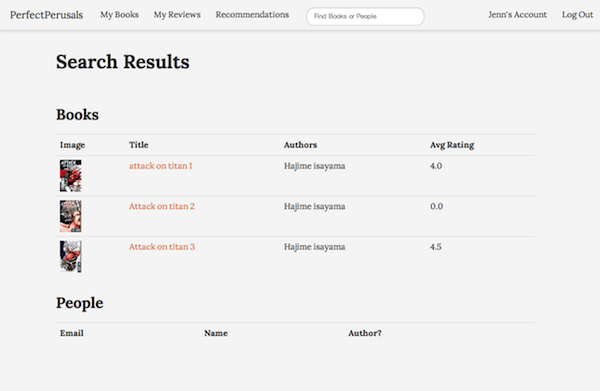 PerfectPerusals My Books My Reviews Recommendations Find Books or People Jenn's Account Log Out
Search Results
Books
Image Title Authors Avg Rating
attack on titan 1 Hajime isayama 4.0
Attack on titan 2 Hajime isayama 0.0
Attack on titan 3 Hajime isayama 4.5
People
Email Name Author?